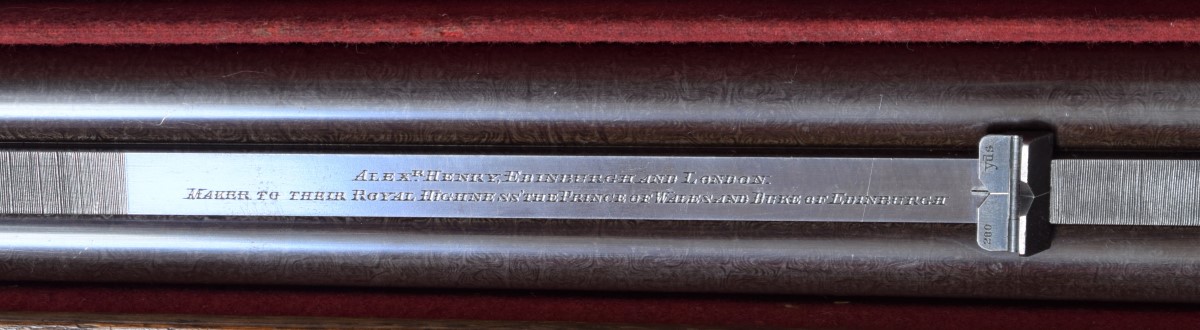 ALEXR HENRY, EDINBURGH AND LONDON.
MAKER TO THEIR ROYAL HIGHNESS' THE PRINCE OF WALES AND DUKE OF EDINBURGH
200 yds